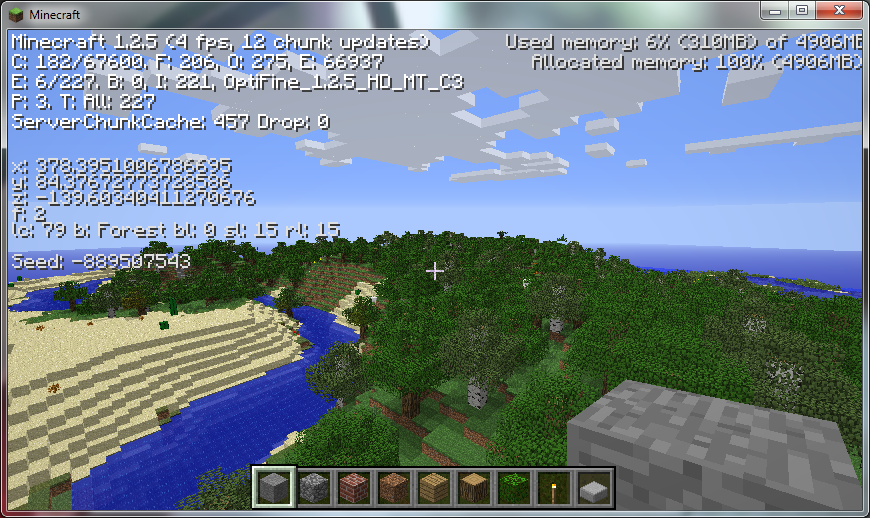 Minecraft
Minecraft 1.2.5 (4 fps, 12 chunk updates)
Used memory: 6% (310MB) of 4906MB
C: 182/67600, F: 206, O: 275, E: 66937
Allocated memory: 100% (4906MB)
E: 6/227, B: 0, I: 221, OptiFine_1.2.5_HD_MT_C3
P: 3, T: All: 227
ServerChunkCache: 457 Drop: 0
x: 378.3951006786695
y: 84.37672773728588
z: -139.60340411270676
f: 2
lc: 79 b: Forest bl: 0 sl: 15 rl: 15
Seed: -889507543